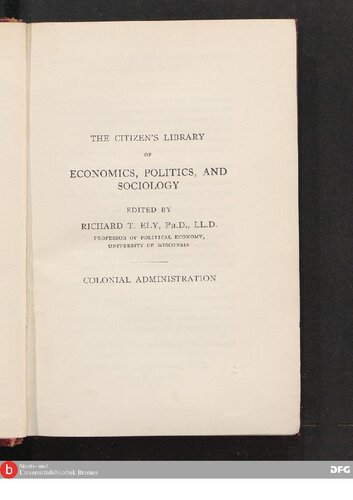 THE CITIZEN'S LIBRARY
OF
ECONOMICS, POLITICS, AND
SOCIOLOGY
EDITED BY
RICHARD T. ELY, PH.D., LL.D.
PROFESSOR OF POLITICAL ECONOMY,
UNIVERSITY OF WISCONSIN
COLONIAL ADMINISTRATION
b
Staats- und
Universitätsbibliothek Bremen
DFG